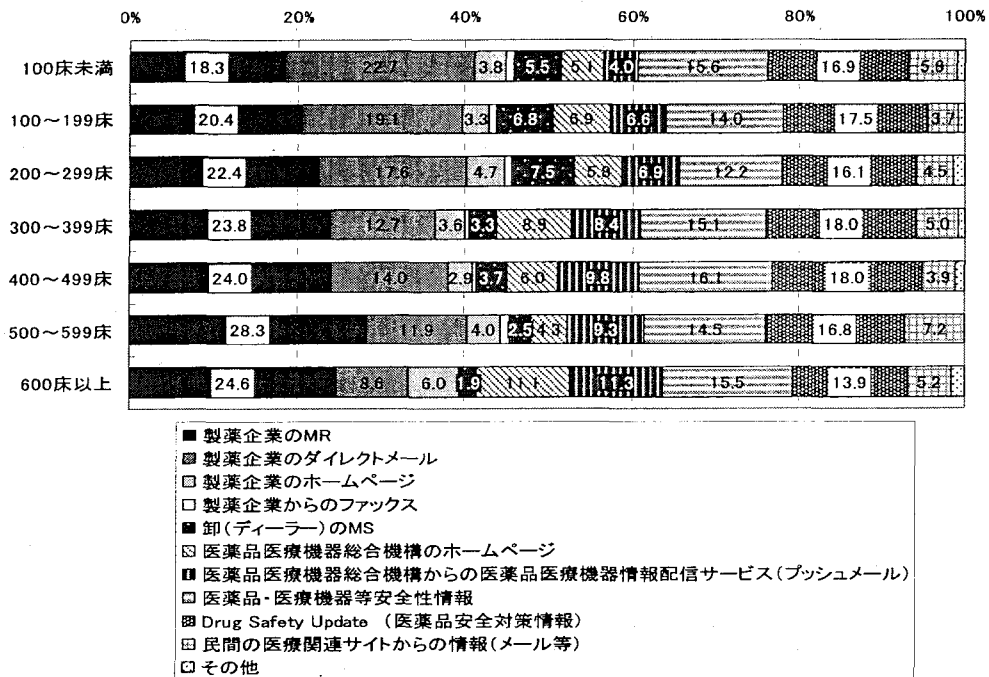 0% 20% 40% 60% 80% 100%
100床未満 18.3 22.7 3.8 5.5 5.1 4.0 15.6 16.9 5.8
100～199床 20.4 19.1 3.3 6.8 6.9 6.6 14.0 17.5 3.7
200～299床 22.4 17.6 4.7 7.5 5.8 6.9 12.2 16.1 4.5
300～399床 23.8 12.7 3.6 3.3 8.9 8.4 15.1 18.0 5.0
400～499床 24.0 14.0 2.9 3.7 6.0 9.8 16.1 18.0 3.9
500～599床 28.3 11.9 4.0 2.5 4.3 9.3 14.5 16.8 7.2
600床以上 24.6 8.6 6.0 1.9 11.1 11.3 15.5 13.9 5.2
製薬企業のMR
製薬企業のダイレクトメール
製薬企業のホームページ
製薬企業からのファックス
卸(ディーラー)のMS
医薬品医療機器総合機構のホームページ
医薬品医療機器総合機構からの医薬品医療機器情報配信サービス(プッシュメール)
医薬品・医療機器等安全性情報
Drug Safety Update （医薬品安全対策情報）
民間の医療関連サイトからの情報(メール等)
その他